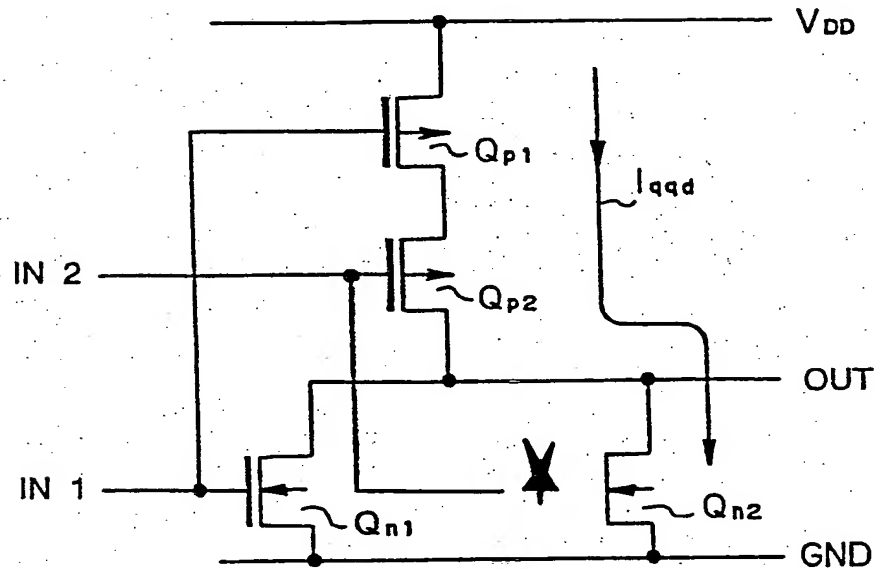 VDD
Qp1
Iqqd
IN 2
Qp2
OUT
IN 1
Qn1
Qn2
GND